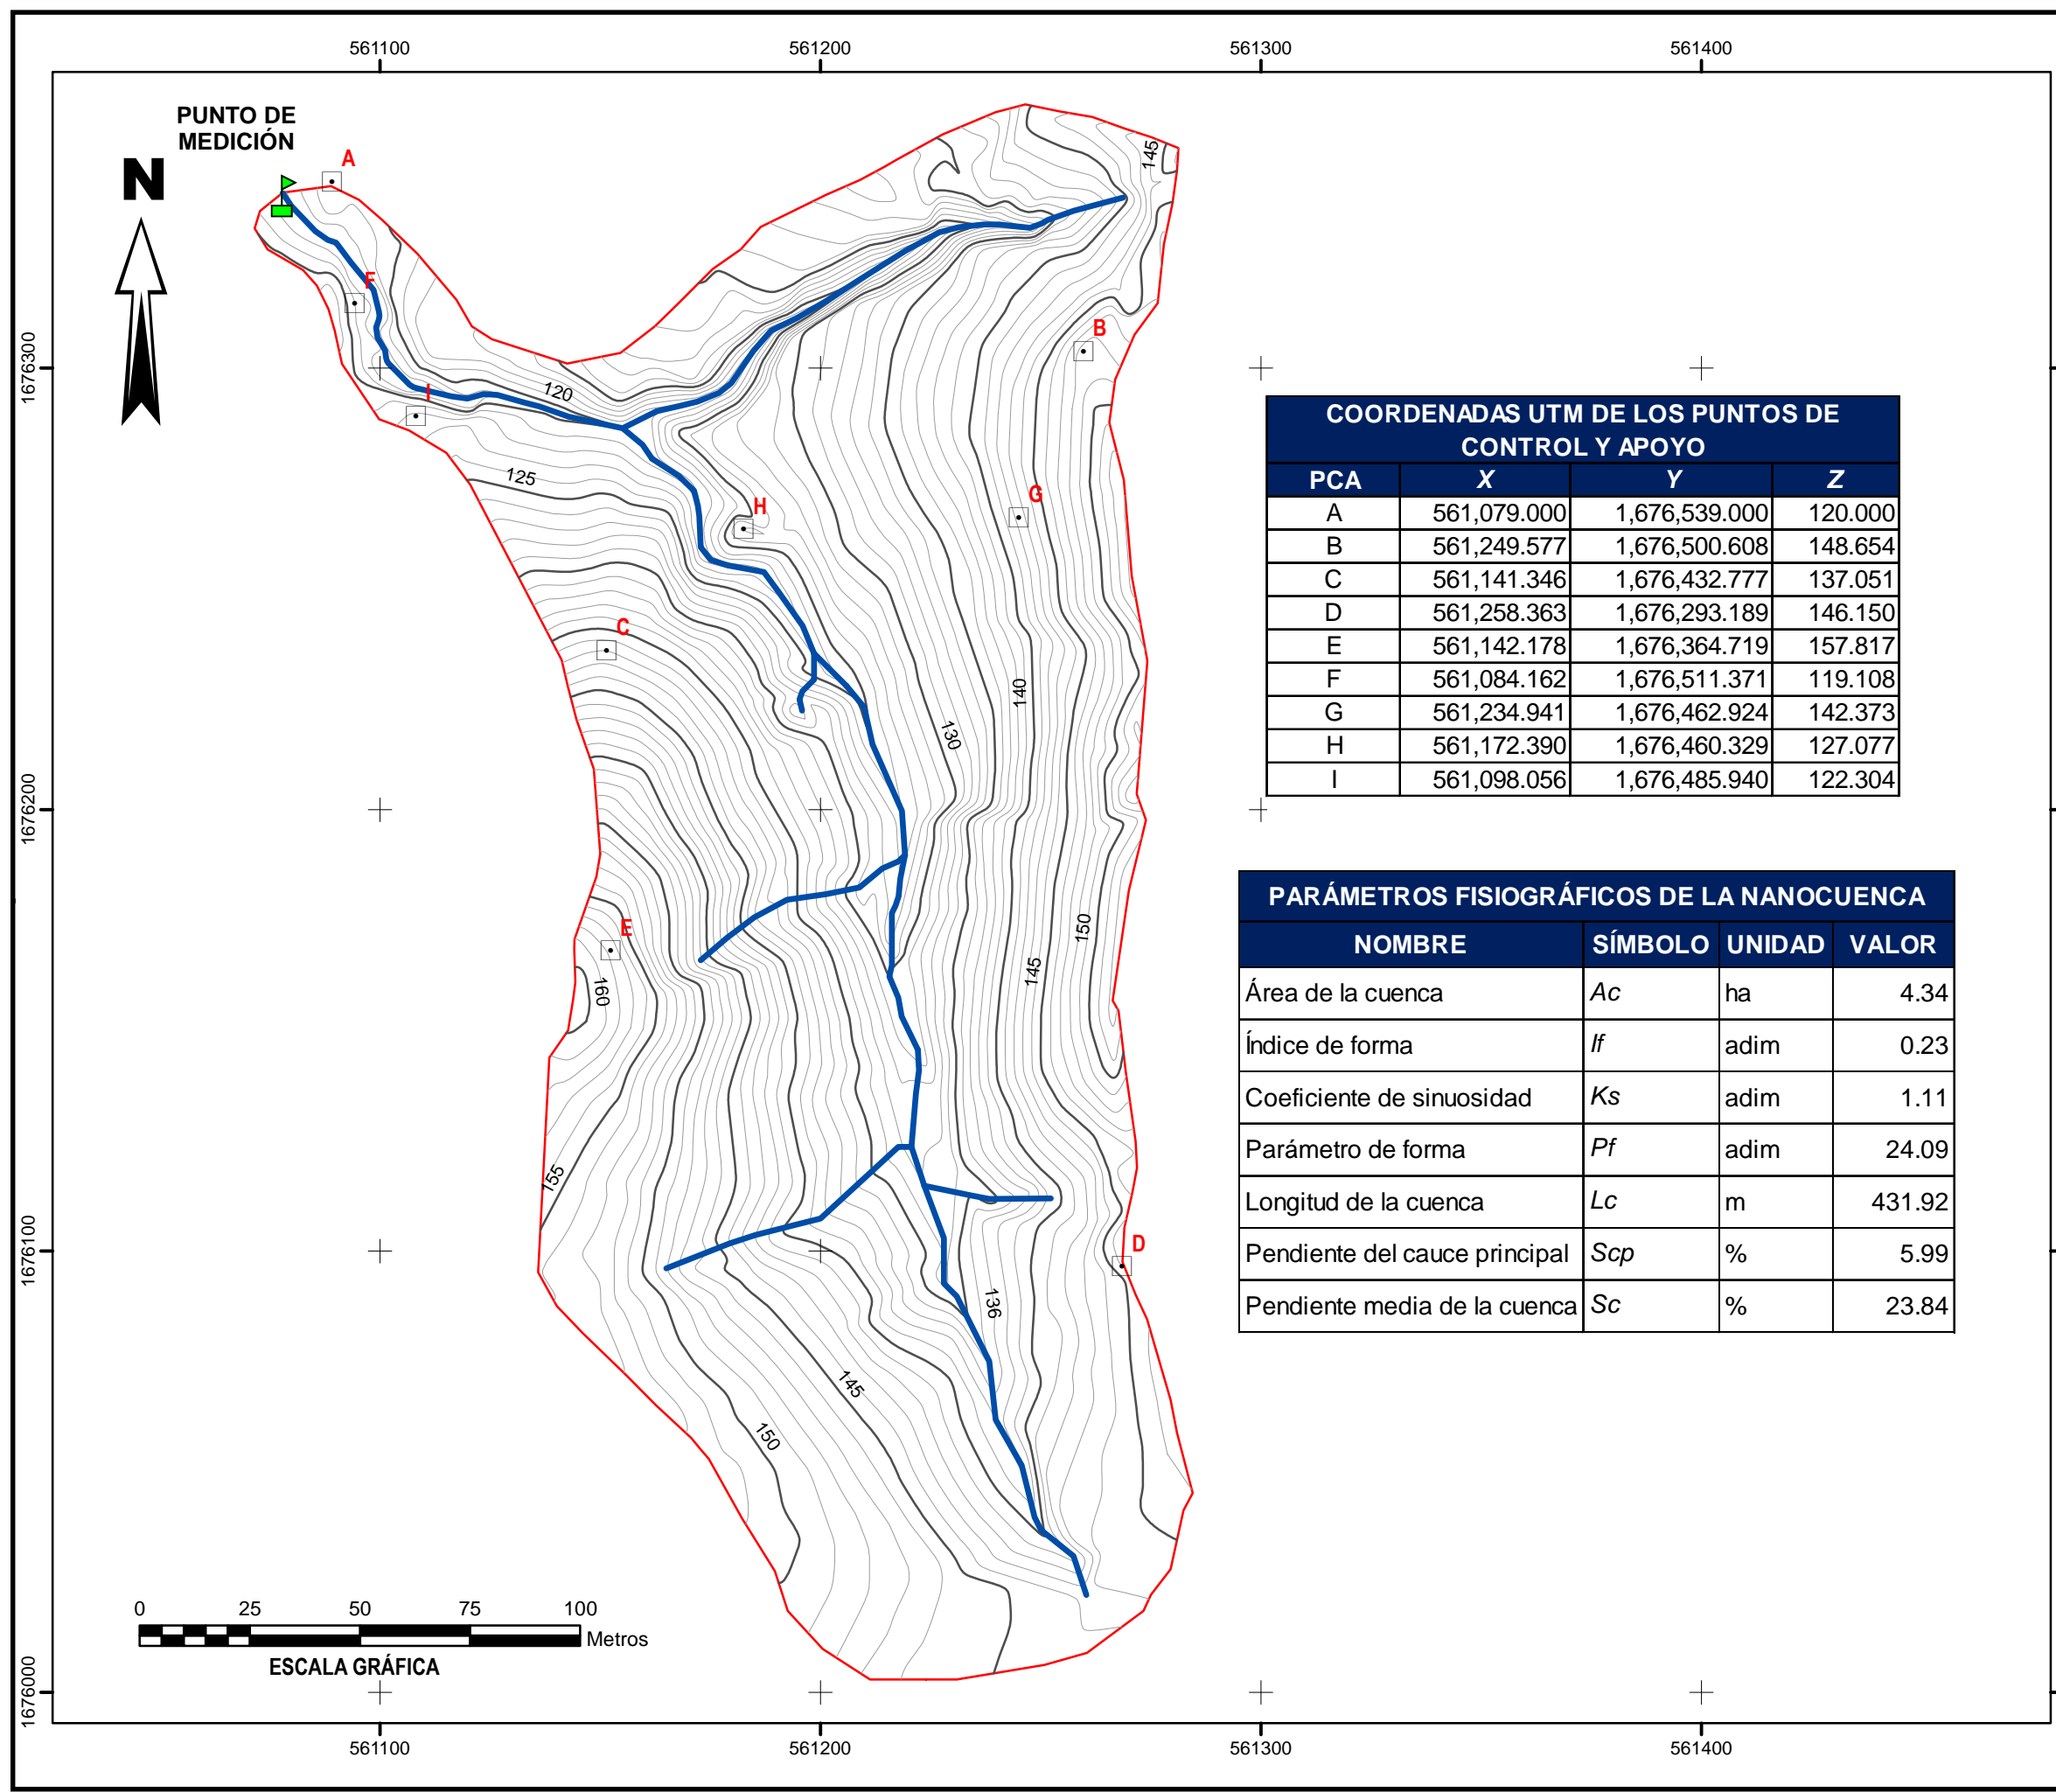 561100 561200 561300 561400
PUNTO DE
MEDICIÓN
N
A
F
B
I
120
145
125
H
G
C
140
130
E
160
150
145
155
D
136
145
150
1676300
1676200
1676100
1676000
COORDENADAS UTM DE LOS PUNTOS DE
CONTROL Y APOYO
PCA X Y Z
A 561,079.000 1,676,539.000 120.000
B 561,249.577 1,676,500.608 148.654
C 561,141.346 1,676,432.777 137.051
D 561,258.363 1,676,293.189 146.150
E 561,142.178 1,676,364.719 157.817
F 561,084.162 1,676,511.371 119.108
G 561,234.941 1,676,462.924 142.373
H 561,172.390 1,676,460.329 127.077
I 561,098.056 1,676,485.940 122.304
PARÁMETROS FISIOGRÁFICOS DE LA NANOCUENCA
NOMBRE SÍMBOLO UNIDAD VALOR
Área de la cuenca Ac ha 4.34
Índice de forma If adim 0.23
Coeficiente de sinuosidad Ks adim 1.11
Parámetro de forma Pf adim 24.09
Longitud de la cuenca Lc m 431.92
Pendiente del cauce principal Scp % 5.99
Pendiente media de la cuenca Sc % 23.84
0 25 50 75 100
Metros
ESCALA GRÁFICA
561100 561200 561300 561400